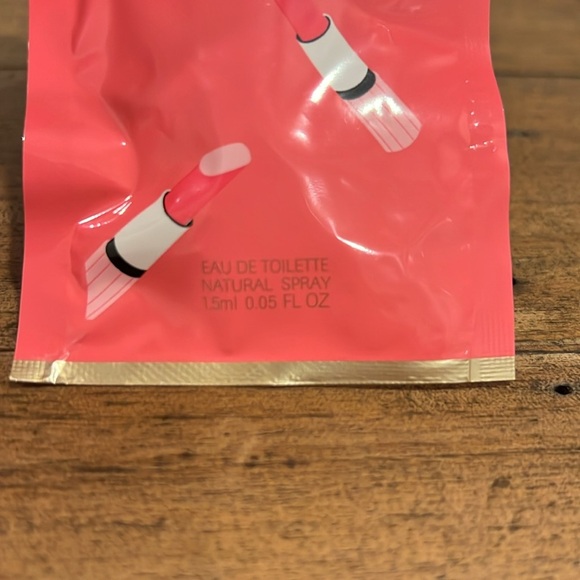 EAU DE TOILETTE
NATURAL SPRAY
1.5ml 0.05 FL OZ